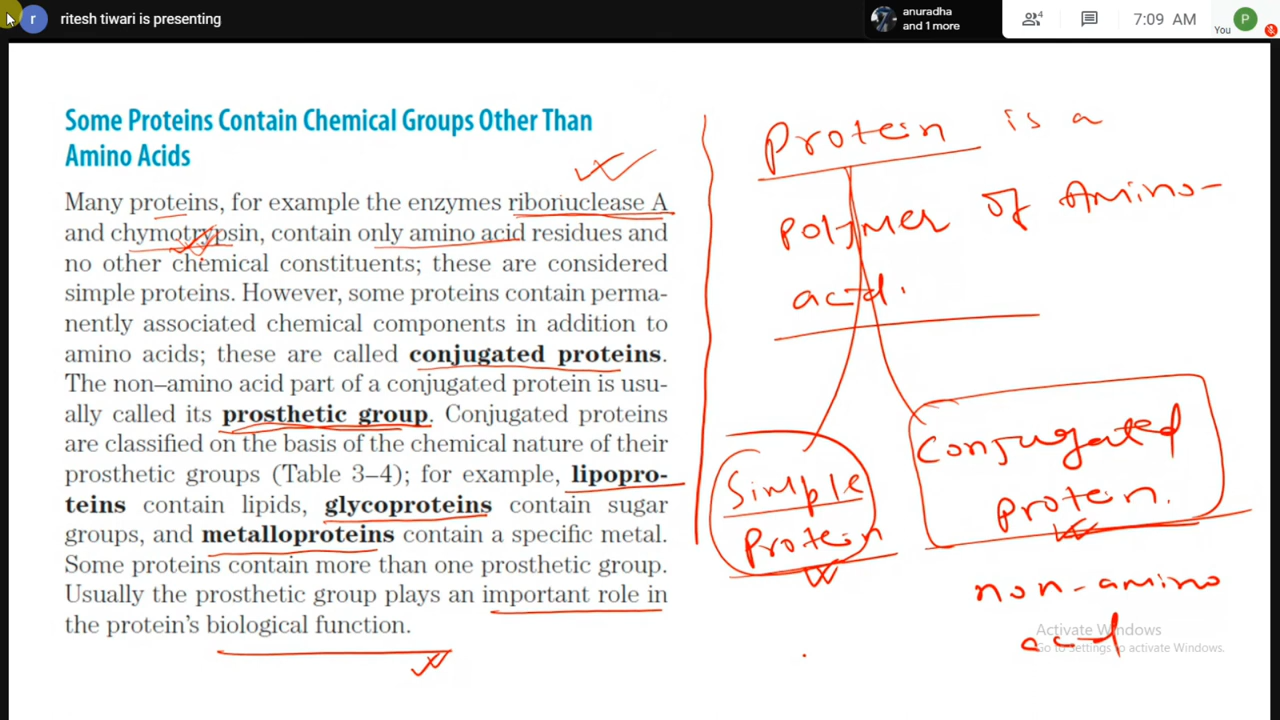 r ritesh tiwari is presenting
anuradha
and 1 more
4
7:09 AM
You
P
Some Proteins Contain Chemical Groups Other Than
Amino Acids
Many proteins, for example the enzymes ribonuclease A
and chymotrypsin, contain only amino acid residues and
no other chemical constituents; these are considered
simple proteins. However, some proteins contain perma-
nently associated chemical components in addition to
amino acids; these are called conjugated proteins.
The non–amino acid part of a conjugated protein is usu-
ally called its prosthetic group. Conjugated proteins
are classified on the basis of the chemical nature of their
prosthetic groups (Table 3–4); for example, lipopro-
teins contain lipids, glycoproteins contain sugar
groups, and metalloproteins contain a specific metal.
Some proteins contain more than one prosthetic group.
Usually the prosthetic group plays an important role in
the protein's biological function.
Protein is a
polymer of Amino-
acid.
Simple
Protein
Conjugated
protein.
non-amino
acid
Activate Windows
Go to Settings to activate Windows.